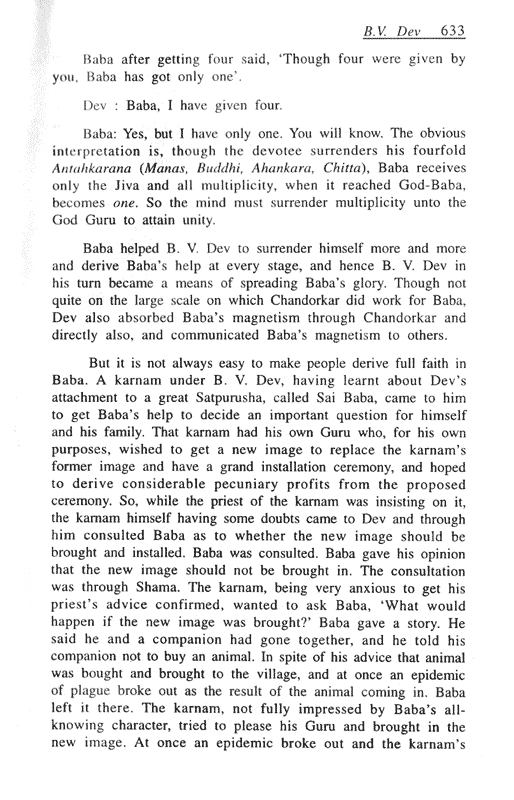 B.V. Dev 633
Baba after getting four said, 'Though four were given by
you, Baba has got only one'.
Dev : Baba, I have given four.
Baba: Yes, but I have only one. You will know. The obvious
interpretation is, though the devotee surrenders his fourfold
Antahkarana (Manas, Buddhi, Ahankara, Chitta), Baba receives
only the Jiva and all multiplicity, when it reached God-Baba,
becomes one. So the mind must surrender multiplicity unto the
God Guru to attain unity.
Baba helped B. V. Dev to surrender himself more and more
and derive Baba's help at every stage, and hence B. V. Dev in
his turn became a means of spreading Baba's glory. Though not
quite on the large scale on which Chandorkar did work for Baba,
Dev also absorbed Baba's magnetism through Chandorkar and
directly also, and communicated Baba's magnetism to others.
But it is not always easy to make people derive full faith in
Baba. A karnam under B. V. Dev, having learnt about Dev's
attachment to a great Satpurusha, called Sai Baba, came to him
to get Baba's help to decide an important question for himself
and his family. That karnam had his own Guru who, for his own
purposes, wished to get a new image to replace the karnam's
former image and have a grand installation ceremony, and hoped
to derive considerable pecuniary profits from the proposed
ceremony. So, while the priest of the karnam was insisting on it,
the karnam himself having some doubts came to Dev and through
him consulted Baba as to whether the new image should be
brought and installed. Baba was consulted. Baba gave his opinion
that the new image should not be brought in. The consultation
was through Shama. The karnam, being very anxious to get his
priest's advice confirmed, wanted to ask Baba, 'What would
happen if the new image was brought?' Baba gave a story. He
said he and a companion had gone together, and he told his
companion not to buy an animal. In spite of his advice that animal
was bought and brought to the village, and at once an epidemic
of plague broke out as the result of the animal coming in. Baba
left it there. The karnam, not fully impressed by Baba's all-
knowing character, tried to please his Guru and brought in the
new image. At once an epidemic broke out and the karnam's